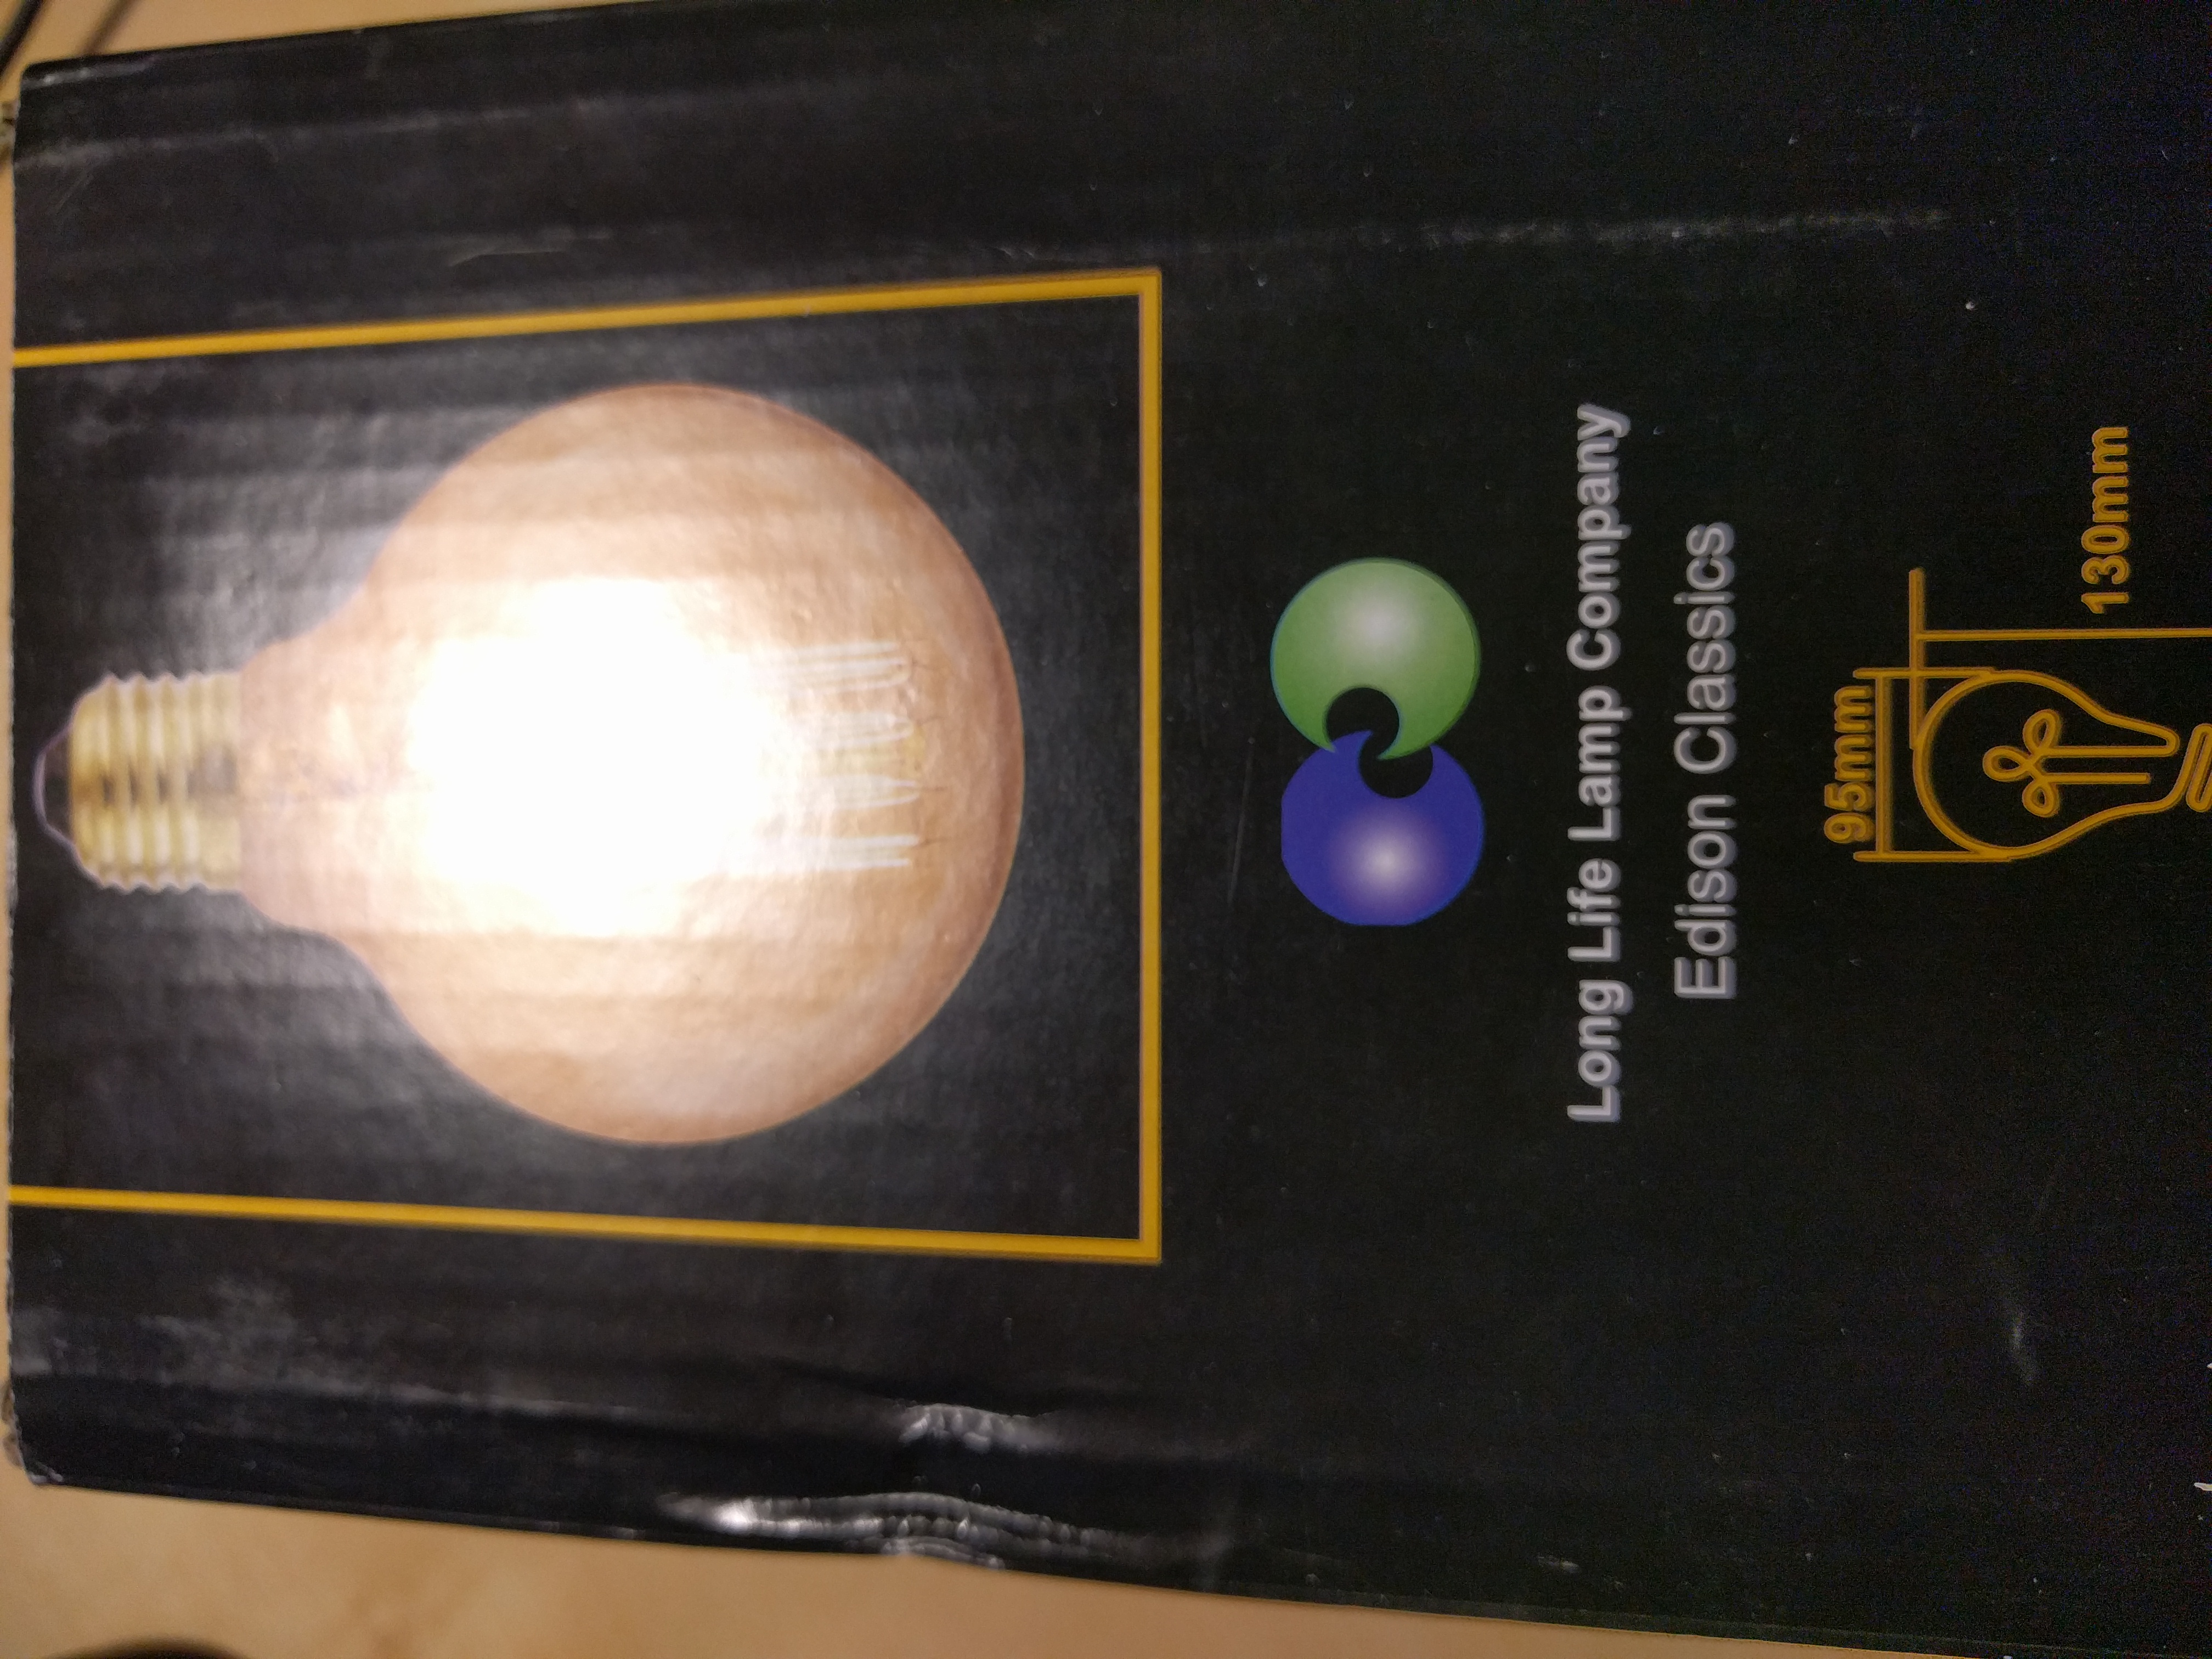 Long Life Lamp Company
Edison Classics
95mm
130mm